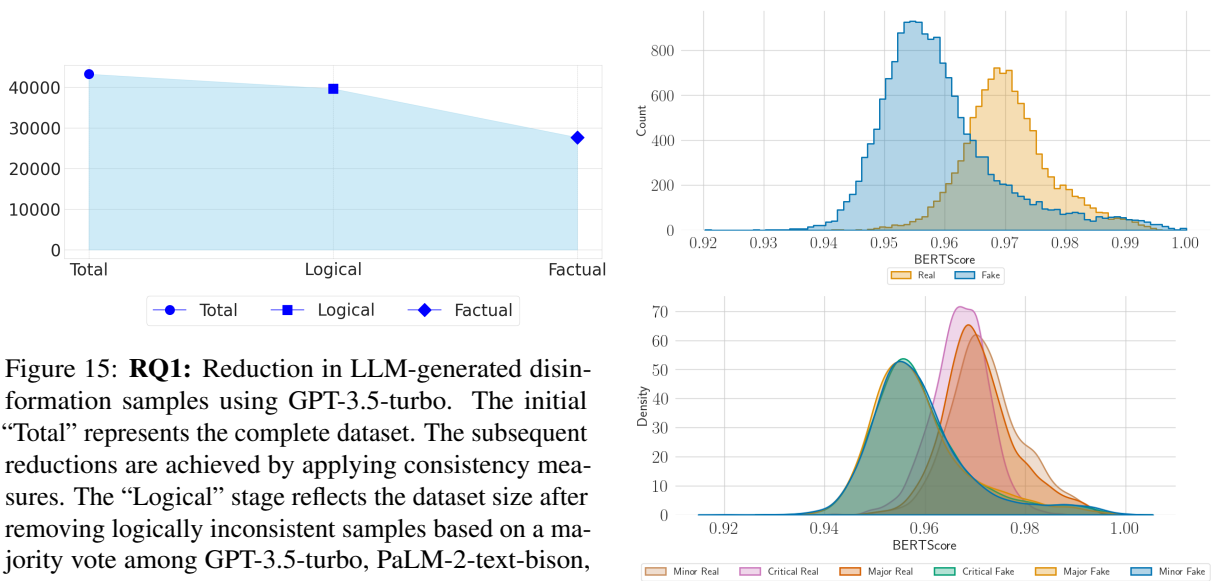 40000
30000
20000
10000
0
Total Logical Factual
Total Logical Factual
Figure 15: RQ1: Reduction in LLM-generated disin-
formation samples using GPT-3.5-turbo. The initial
“Total” represents the complete dataset. The subsequent
reductions are achieved by applying consistency mea-
sures. The “Logical” stage reflects the dataset size after
removing logically inconsistent samples based on a ma-
jority vote among GPT-3.5-turbo, PaLM-2-text-bison,
Count
800
600
400
200
0
0.92 0.93 0.94 0.95 0.96 0.97 0.98 0.99 1.00
BERTScore
Real Fake
Density
70
60
50
40
30
20
10
0
0.92 0.94 0.96 0.98 1.00
BERTScore
Minor Real Critical Real Major Real Critical Fake Major Fake Minor Fake